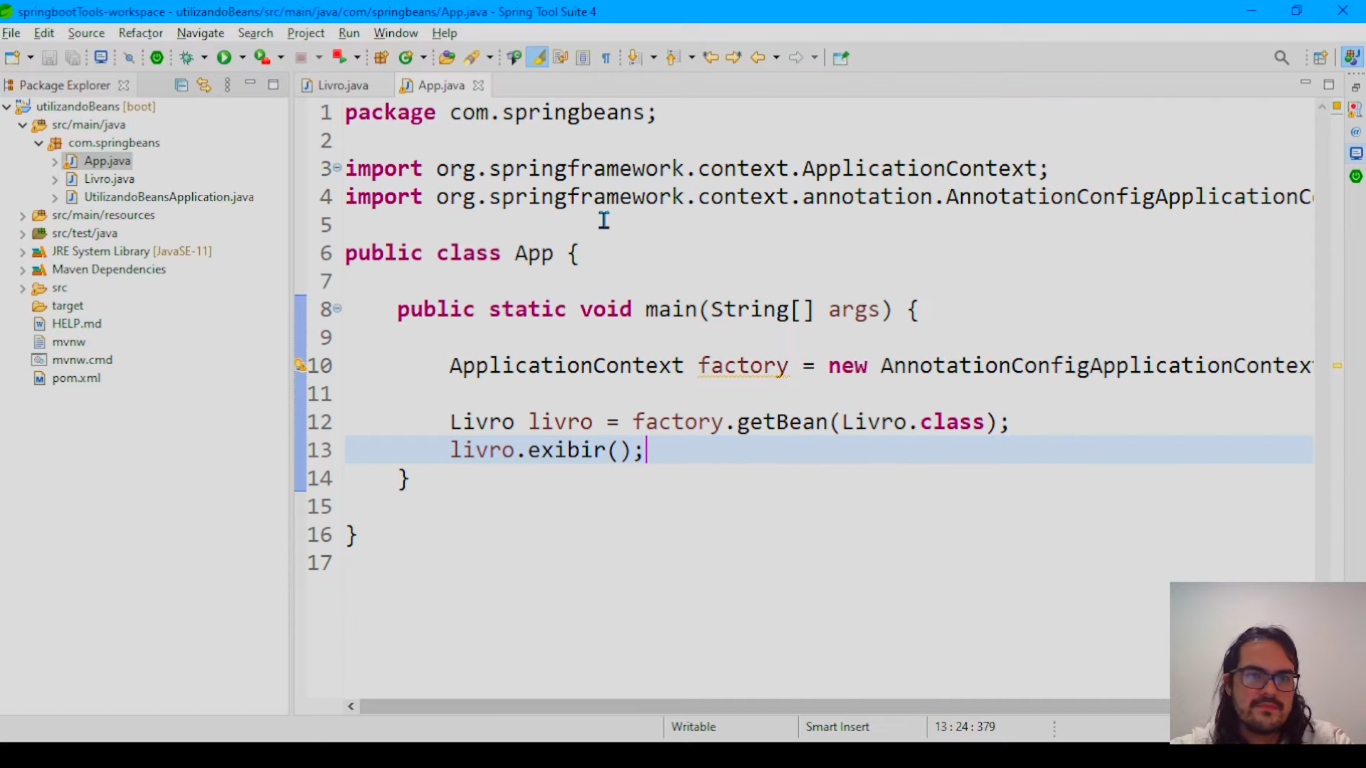 springbootTools-workspace - utilizandoBeans/src/main/java/com/springbeans/App.java - Spring Tool Suite 4
File Edit Source Refactor Navigate Search Project Run Window Help
Package Explorer
utilizandoBeans [boot]
src/main/java
com.springbeans
App.java
Livro.java
UtilizandoBeansApplication.java
src/main/resources
src/test/java
JRE System Library [JavaSE-11]
Maven Dependencies
src
target
HELP.md
mvnw
mvnw.cmd
pom.xml
Livro.java App.java
1 package com.springbeans;
2
3 import org.springframework.context.ApplicationContext;
4 import org.springframework.context.annotation.AnnotationConfigApplicationC
5
6 public class App {
7
8 public static void main(String[] args) {
9
10 ApplicationContext factory = new AnnotationConfigApplicationContex
11
12 Livro livro = factory.getBean(Livro.class);
13 livro.exibir();
14 }
15
16 }
17
Writable Smart Insert 13 : 24 : 379